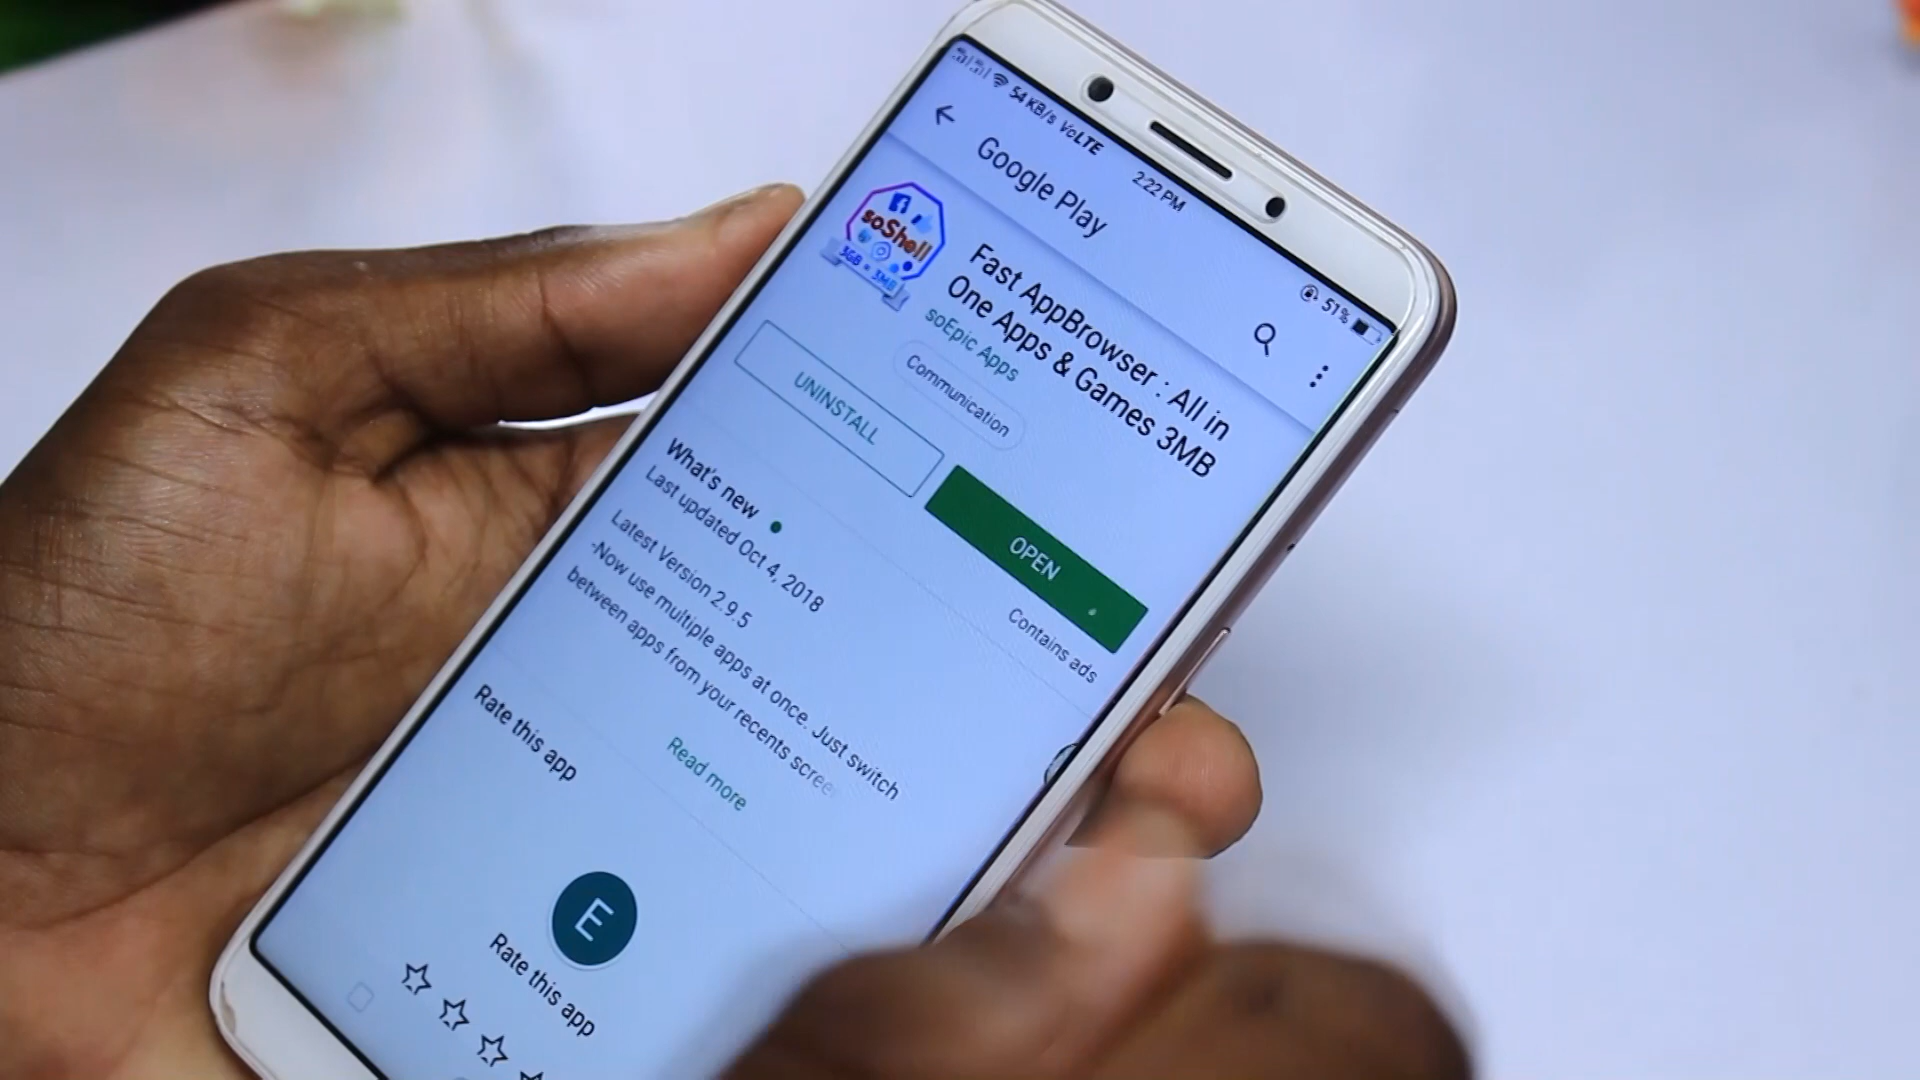 54 KB/s VoLTE
2:22 PM
51%
Google Play
soShell
3GB = 3MB
Fast AppBrowser : All in
One Apps & Games 3MB
soEpic Apps
Communication
UNINSTALL
OPEN
Contains ads
What's new
Last updated Oct 4, 2018
Latest Version 2.9.5
-Now use multiple apps at once. Just switch
between apps from your recents scree
Read more
Rate this app
E
Rate this app